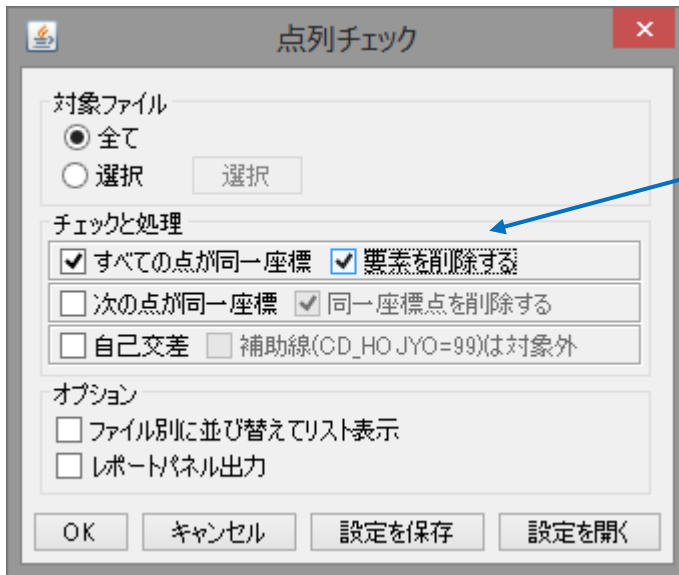 点列チェック
対象ファイル
全て
選択 選択
チェックと処理
すべての点が同一座標 要素を削除する
次の点が同一座標 同一座標点を削除する
自己交差 補助線(CD_HOJYO=99)は対象外
オプション
ファイル別に並び替えてリスト表示
レポートパネル出力
OK キャンセル 設定を保存 設定を開く